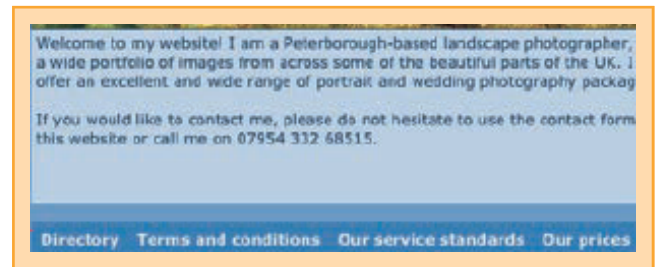 Welcome to my website! I am a Peterborough-based landscape photographer,
a wide portfolio of images from across some of the beautiful parts of the UK. I
offer an excellent and wide range of portrait and wedding photography packag
If you would like to contact me, please do not hesitate to use the contact form
this website or call me on 07954 332 68515.
Directory Terms and conditions Our service standards Our prices